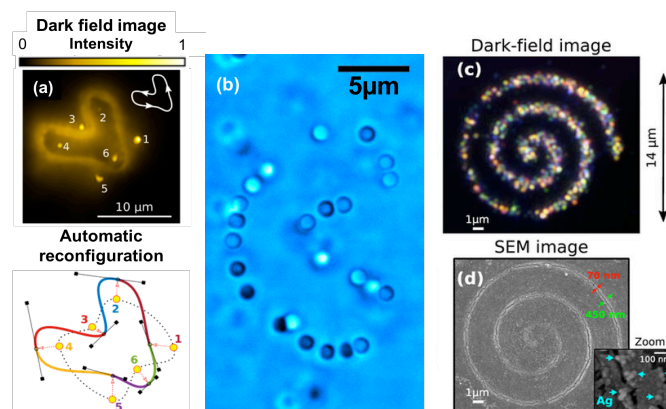 Dark field image
Intensity
0
1
(a)
3
2
1
4
6
5
10 µm
Automatic
reconfiguration
3
2
1
4
6
5
(b)
5µm
Dark-field image
(c)
1µm
14 µm
SEM image
(d)
70 nm
450 nm
1µm
Zoom
100 nm
Ag